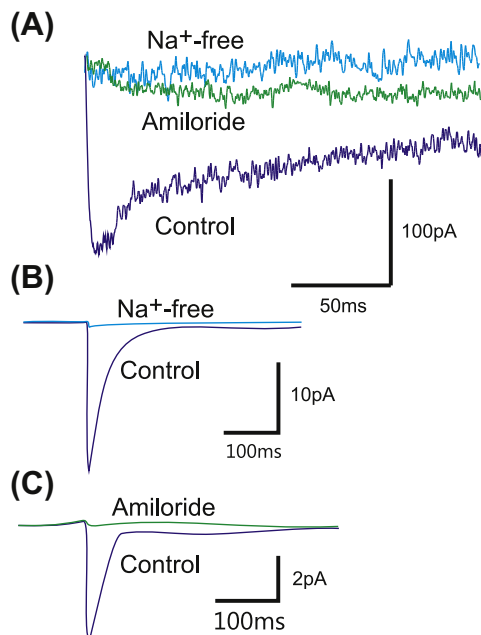 (A)
Na⁺-free
Amiloride
Control
100pA
50ms
(B)
Na⁺-free
Control
10pA
100ms
(C)
Amiloride
Control
2pA
100ms